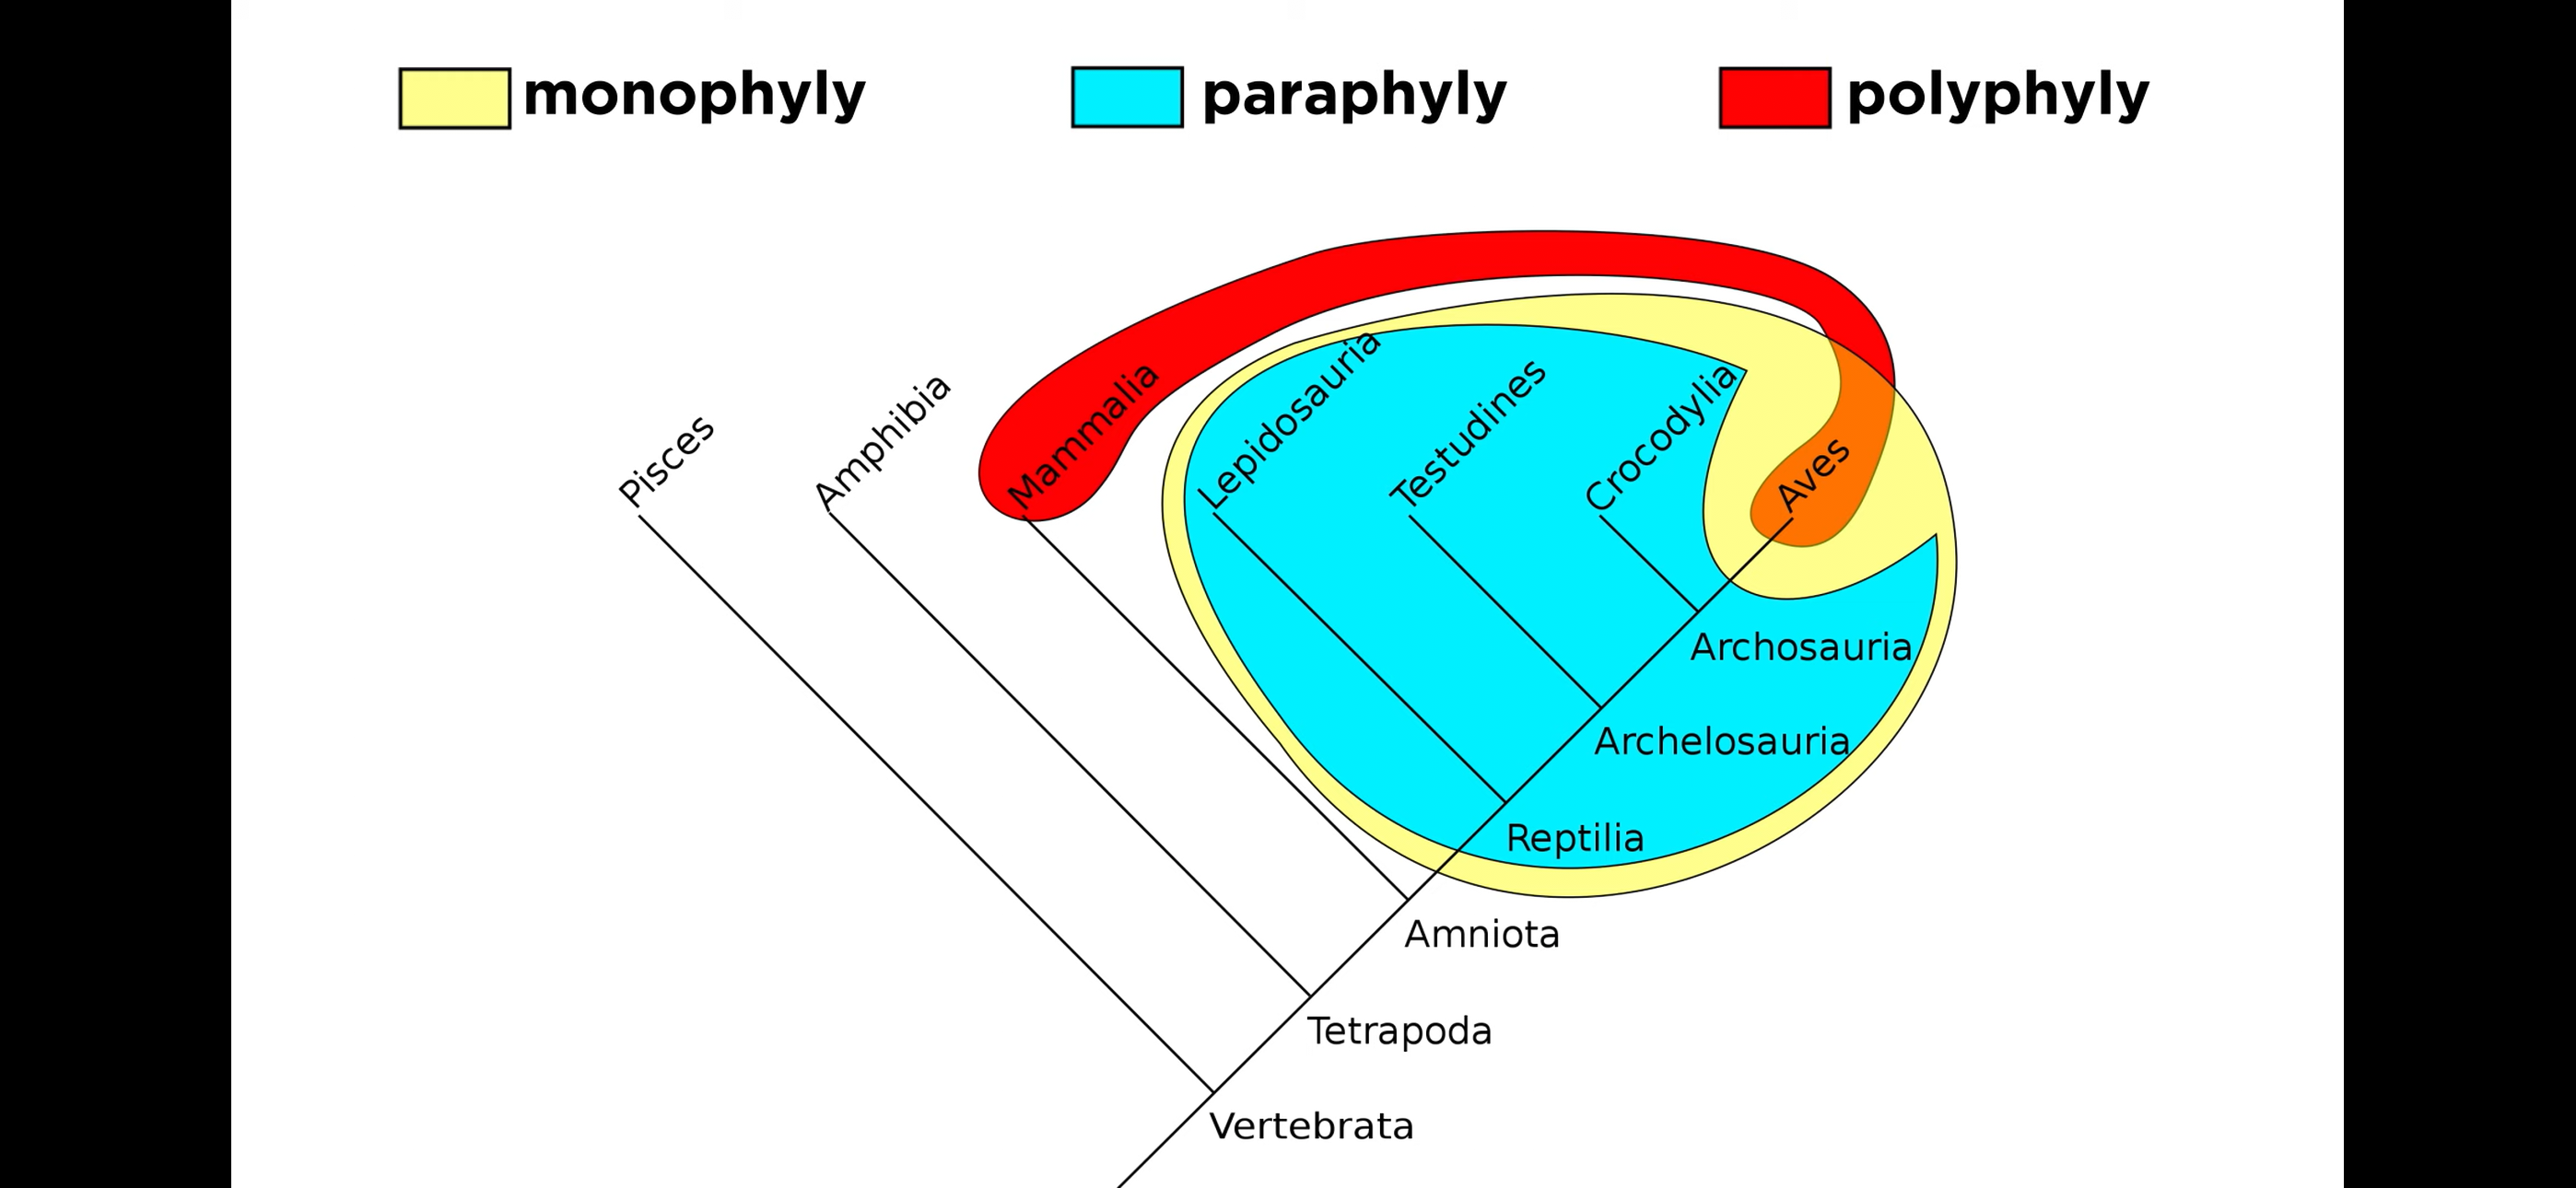 monophyly
paraphyly
polyphyly
Pisces
Amphibia
Mammalia
Lepidosauria
Testudines
Crocodylia
Aves
Archosauria
Archelosauria
Reptilia
Amniota
Tetrapoda
Vertebrata